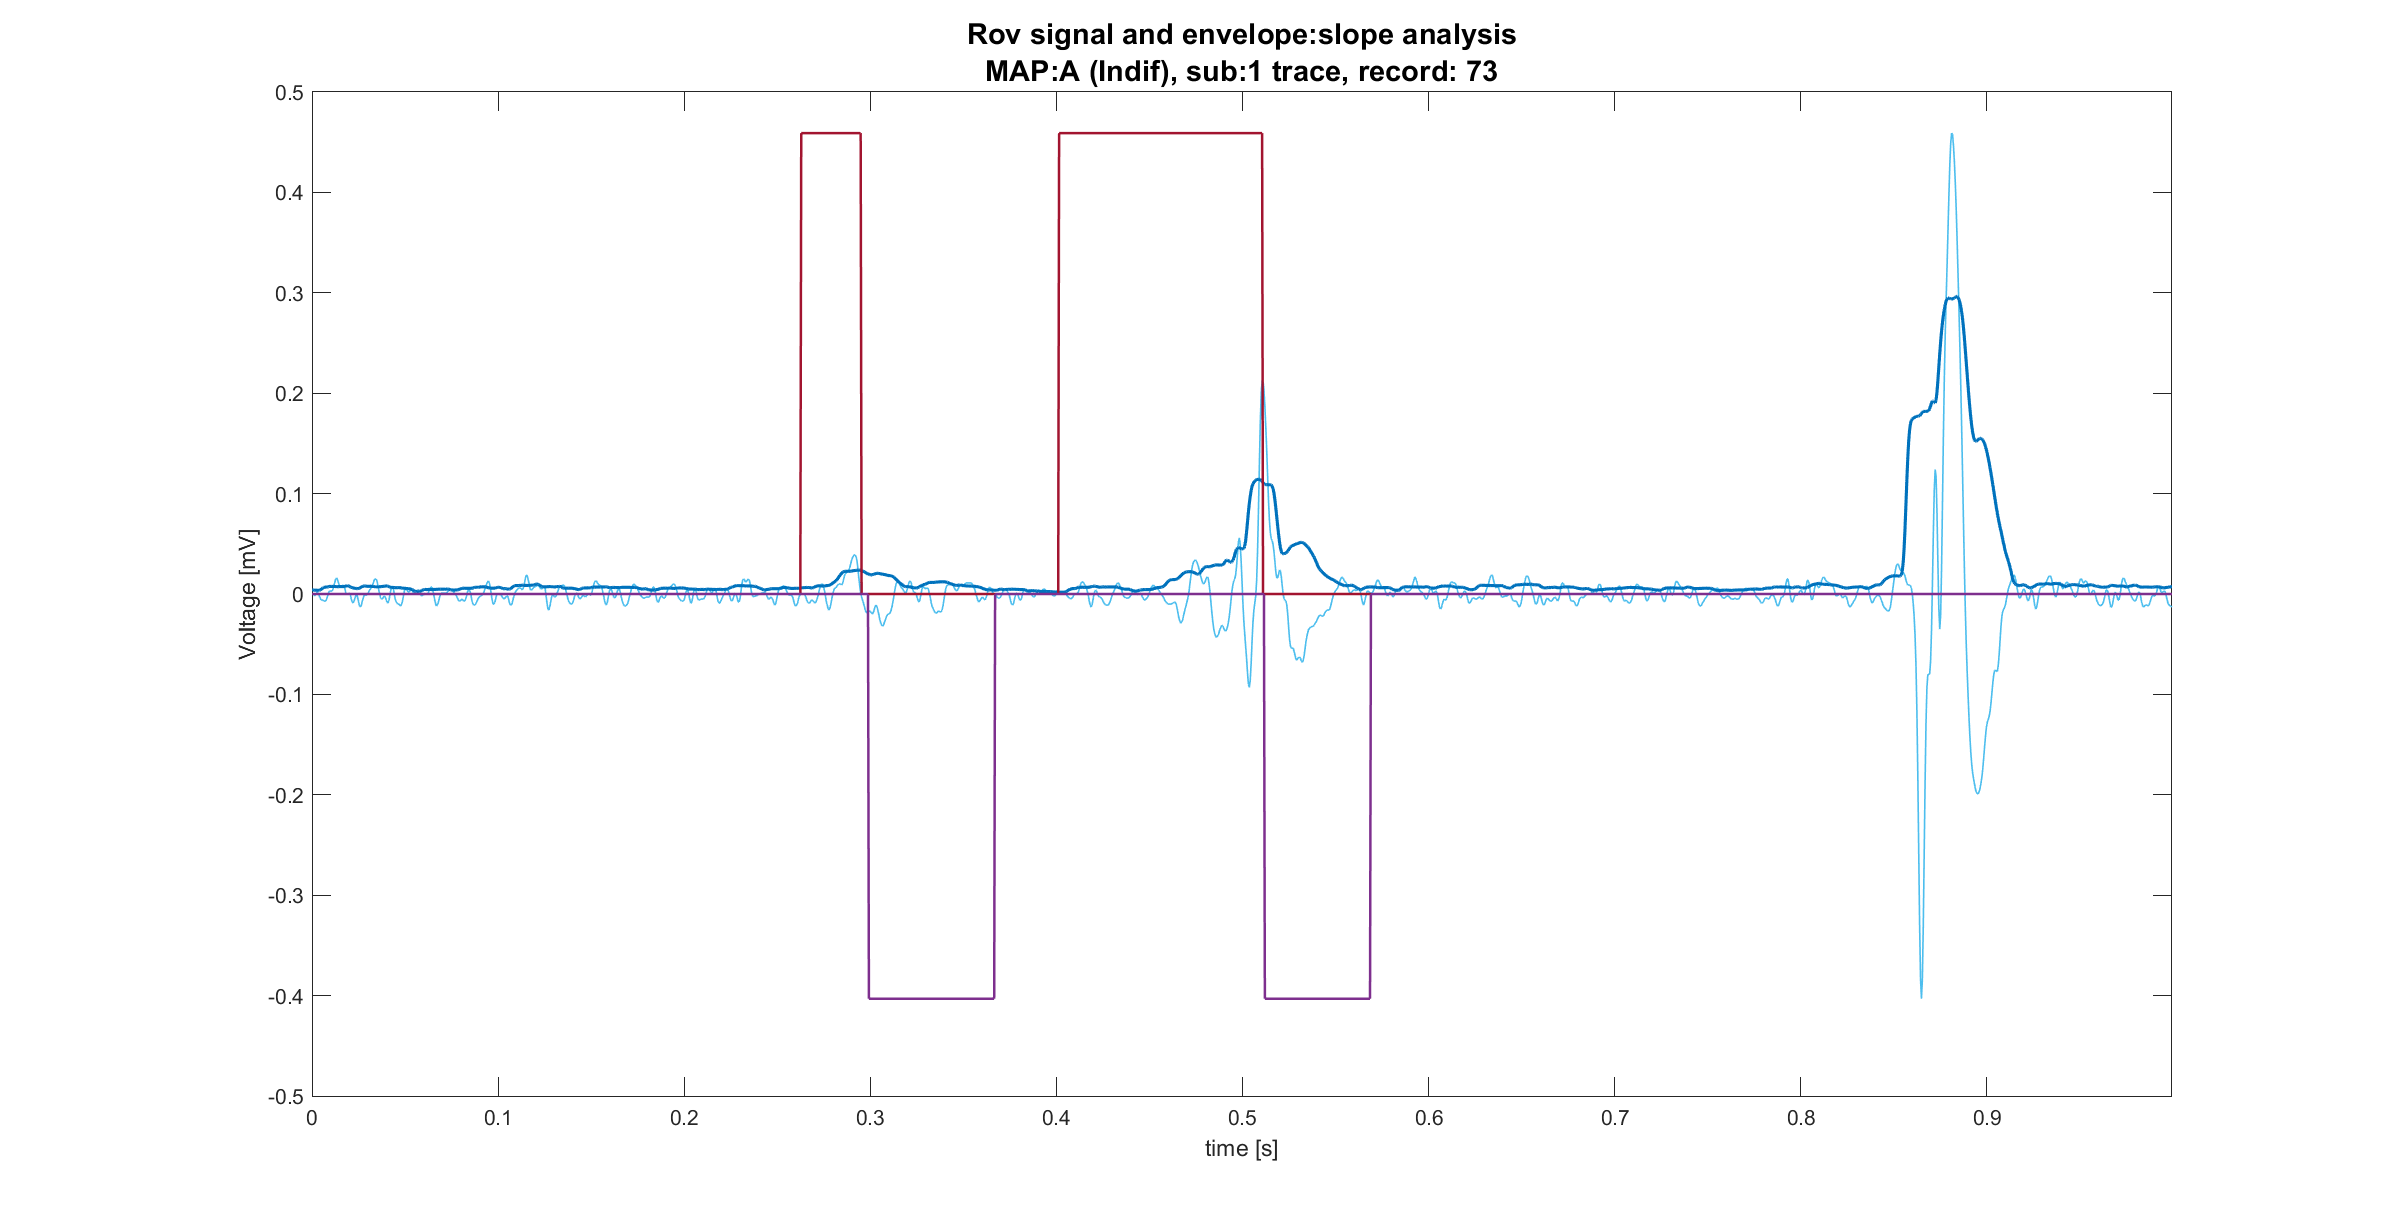 Rov signal and envelope:slope analysis
MAP:A (Indif), sub:1 trace, record: 73
0.5
0.4
0.3
0.2
0.1
0
-0.1
-0.2
-0.3
-0.4
-0.5
Voltage [mV]
0 0.1 0.2 0.3 0.4 0.5 0.6 0.7 0.8 0.9
time [s]